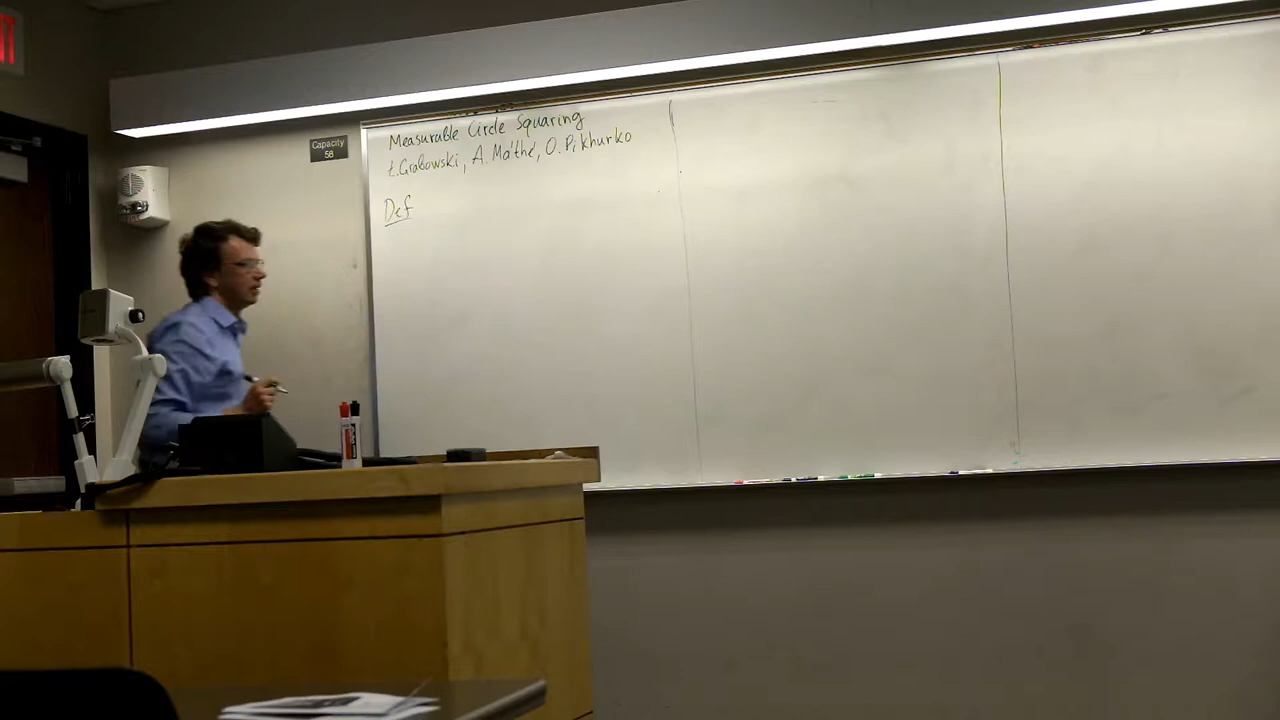 Capacity
58
Measurable Circle Squaring
Ł. Grabowski, A. Máthé, O. Pikhurko
Def